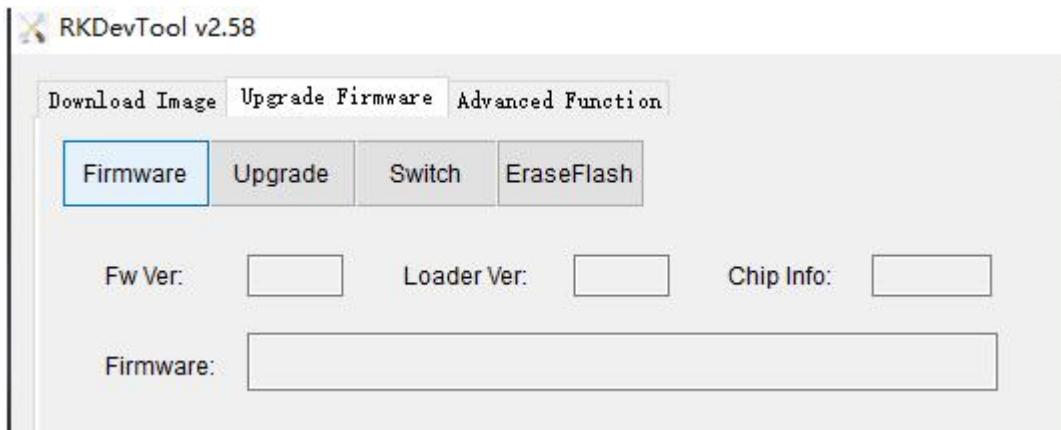 RKDevTool v2.58
Download Image Upgrade Firmware Advanced Function
Firmware Upgrade Switch EraseFlash
Fw Ver: Loader Ver: Chip Info:
Firmware: